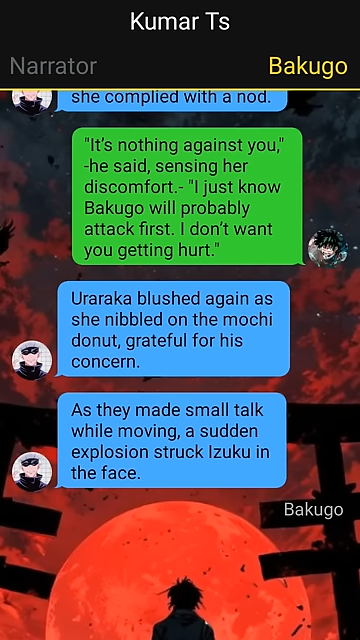 Kumar Ts
Narrator
Bakugo
she complied with a nod.
"It's nothing against you,"
-he said, sensing her
discomfort.- "I just know
Bakugo will probably
attack first. I don't want
you getting hurt."
Uraraka blushed again as
she nibbled on the mochi
donut, grateful for his
concern.
As they made small talk
while moving, a sudden
explosion struck Izuku in
the face.
Bakugo